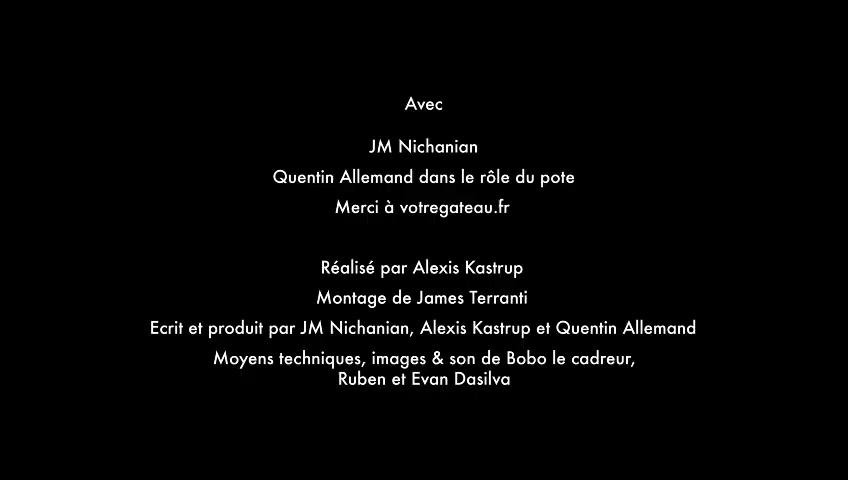 Avec
JM Nichanian
Quentin Allemand dans le rôle du pote
Merci à votregateau.fr
Réalisé par Alexis Kastrup
Montage de James Terranti
Ecrit et produit par JM Nichanian, Alexis Kastrup et Quentin Allemand
Moyens techniques, images & son de Bobo le cadreur,
Ruben et Evan Dasilva